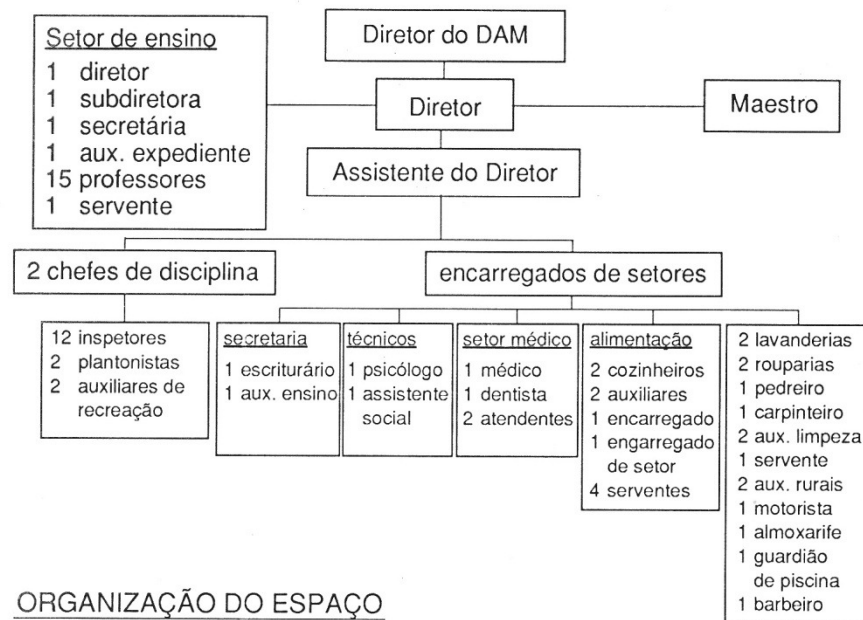 Setor de ensino
1 diretor
1 subdiretora
1 secretária
1 aux. expediente
15 professores
1 servente
Diretor do DAM
Diretor
Maestro
Assistente do Diretor
2 chefes de disciplina
encarregados de setores
12 inspetores
2 plantonistas
2 auxiliares de
recreação
secretaria
1 escriturário
1 aux. ensino
técnicos
1 psicólogo
1 assistente
social
setor médico
1 médico
1 dentista
2 atendentes
alimentação
2 cozinheiros
2 auxiliares
1 encarregado
1 engarregado
de setor
4 serventes
2 lavanderias
2 rouparias
1 pedreiro
1 carpinteiro
2 aux. limpeza
1 servente
2 aux. rurais
1 motorista
1 almoxarife
1 guardião
de piscina
1 barbeiro
ORGANIZAÇÃO DO ESPAÇO